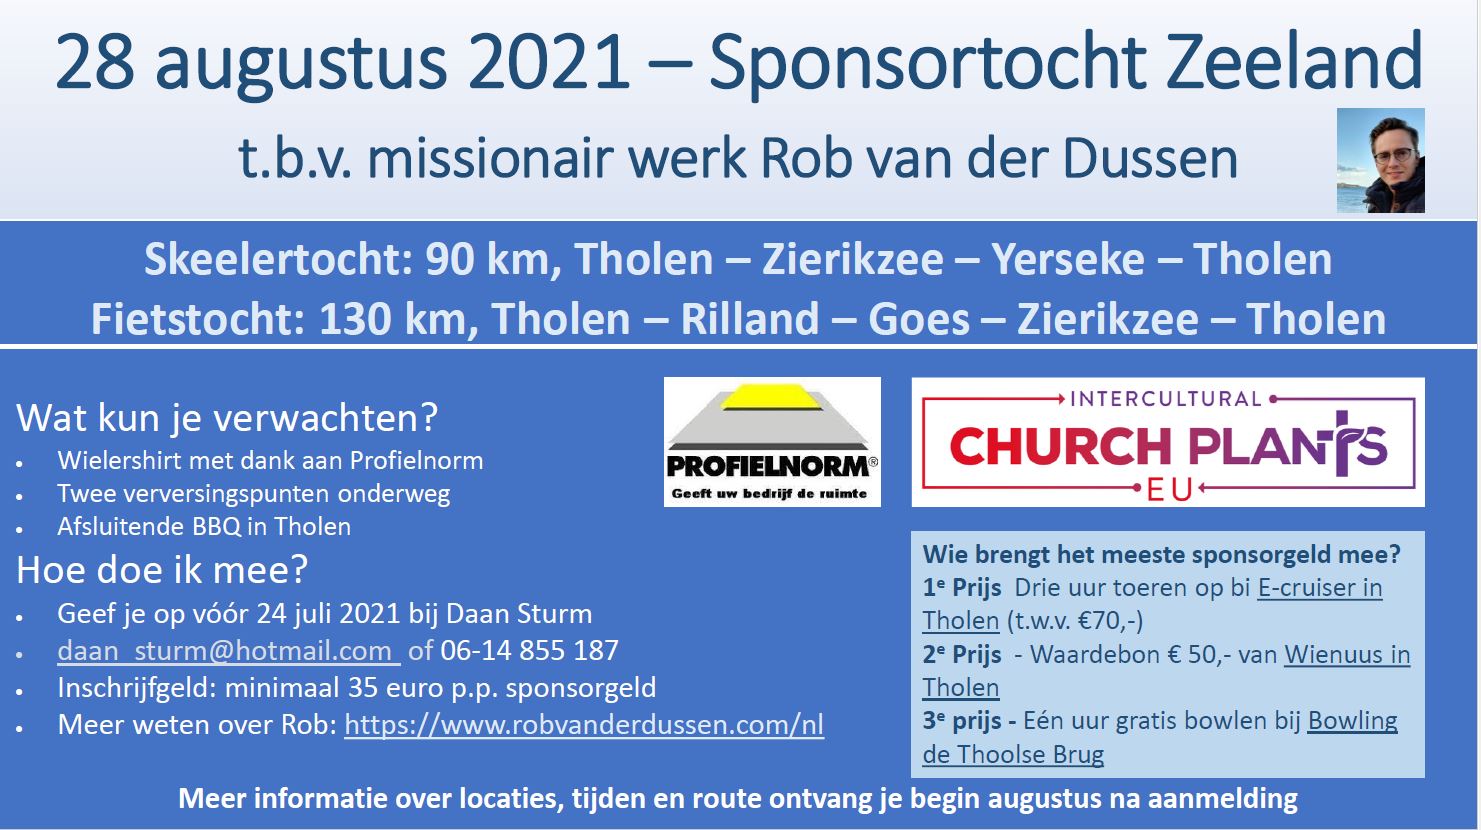 28 augustus 2021 – Sponsortocht Zeeland
t.b.v. missionair werk Rob van der Dussen
Skeelertocht: 90 km, Tholen – Zierikzee – Yerseke – Tholen
Fietstocht: 130 km, Tholen – Rilland – Goes – Zierikzee – Tholen
Wat kun je verwachten?
• Wielershirt met dank aan Profielnorm
• Twee verversingspunten onderweg
• Afsluitende BBQ in Tholen
Hoe doe ik mee?
• Geef je op vóór 24 juli 2021 bij Daan Sturm
• daan_sturm@hotmail.com of 06-14 855 187
• Inschrijfgeld: minimaal 35 euro p.p. sponsorgeld
• Meer weten over Rob: https://www.robvanderdussen.com/nl
PROFIELNORM®
Geeft uw bedrijf de ruimte
INTERCULTURAL
CHURCH PLANTS
EU
Wie brengt het meeste sponsorgeld mee?
1e Prijs Drie uur toeren op bi E-cruiser in
Tholen (t.w.v. €70,-)
2e Prijs - Waardebon € 50,- van Wienuus in
Tholen
3e prijs - Eén uur gratis bowlen bij Bowling
de Thoolse Brug
Meer informatie over locaties, tijden en route ontvang je begin augustus na aanmelding